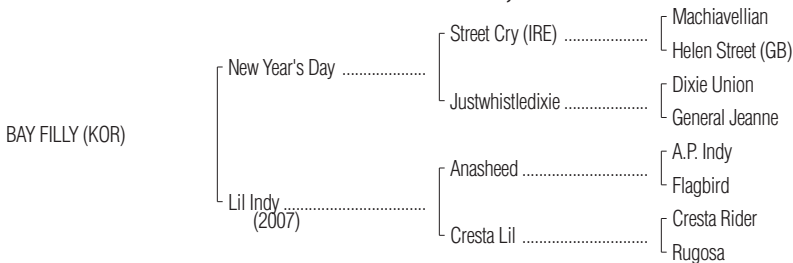 Machiavellian
Street Cry (IRE) ....................
Helen Street (GB)
New Year's Day ....................
Dixie Union
Justwhistledixie ....................
General Jeanne
BAY FILLY (KOR)
A.P. Indy
Anasheed ..............................
Flagbird
Lil Indy ..................................
(2007)
Cresta Rider
Cresta Lil ..............................
Rugosa